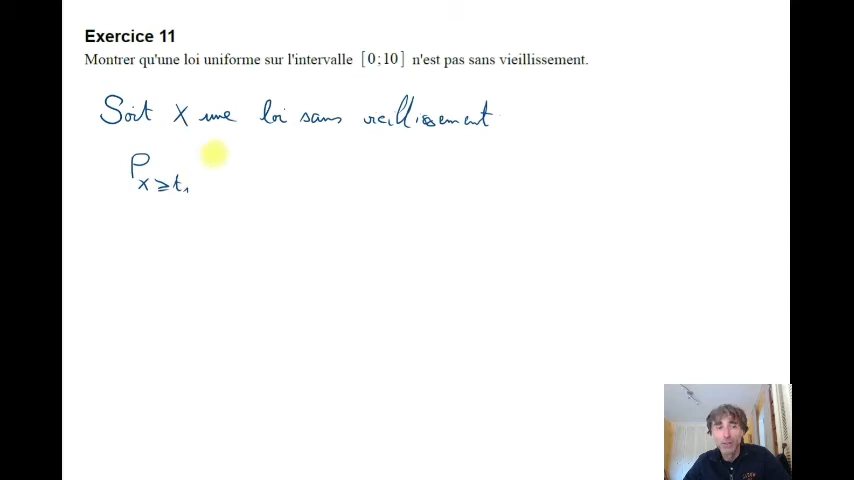 Exercice 11
Montrer qu'une loi uniforme sur l'intervalle [0;10] n'est pas sans vieillissement.
Soit X une loi sans vieillissement
P
X ≥ t₁